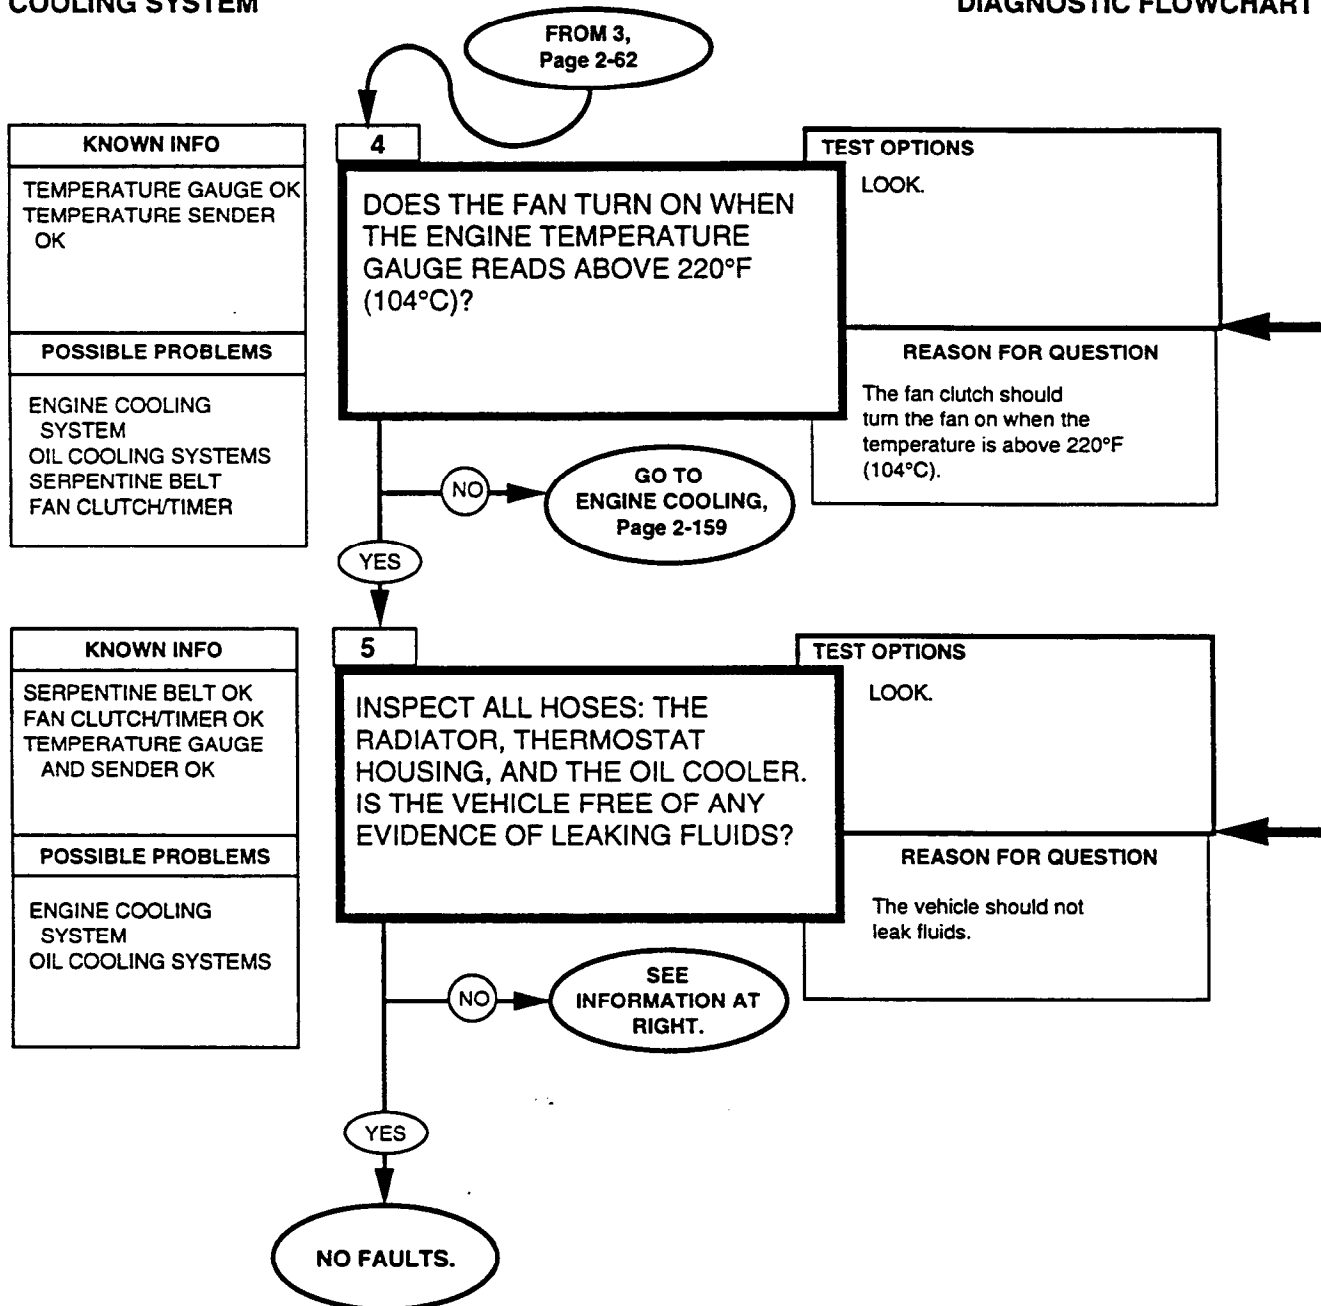 COOLING SYSTEM
DIAGNOSTIC FLOWCHART
FROM 3,
Page 2-62
KNOWN INFO
TEMPERATURE GAUGE OK
TEMPERATURE SENDER
OK
POSSIBLE PROBLEMS
ENGINE COOLING
SYSTEM
OIL COOLING SYSTEMS
SERPENTINE BELT
FAN CLUTCH/TIMER
4
DOES THE FAN TURN ON WHEN
THE ENGINE TEMPERATURE
GAUGE READS ABOVE 220°F
(104°C)?
TEST OPTIONS
LOOK.
REASON FOR QUESTION
The fan clutch should
turn the fan on when the
temperature is above 220°F
(104°C).
NO
GO TO
ENGINE COOLING,
Page 2-159
YES
KNOWN INFO
SERPENTINE BELT OK
FAN CLUTCH/TIMER OK
TEMPERATURE GAUGE
AND SENDER OK
POSSIBLE PROBLEMS
ENGINE COOLING
SYSTEM
OIL COOLING SYSTEMS
5
INSPECT ALL HOSES: THE
RADIATOR, THERMOSTAT
HOUSING, AND THE OIL COOLER.
IS THE VEHICLE FREE OF ANY
EVIDENCE OF LEAKING FLUIDS?
TEST OPTIONS
LOOK.
REASON FOR QUESTION
The vehicle should not
leak fluids.
NO
SEE
INFORMATION AT
RIGHT.
YES
NO FAULTS.